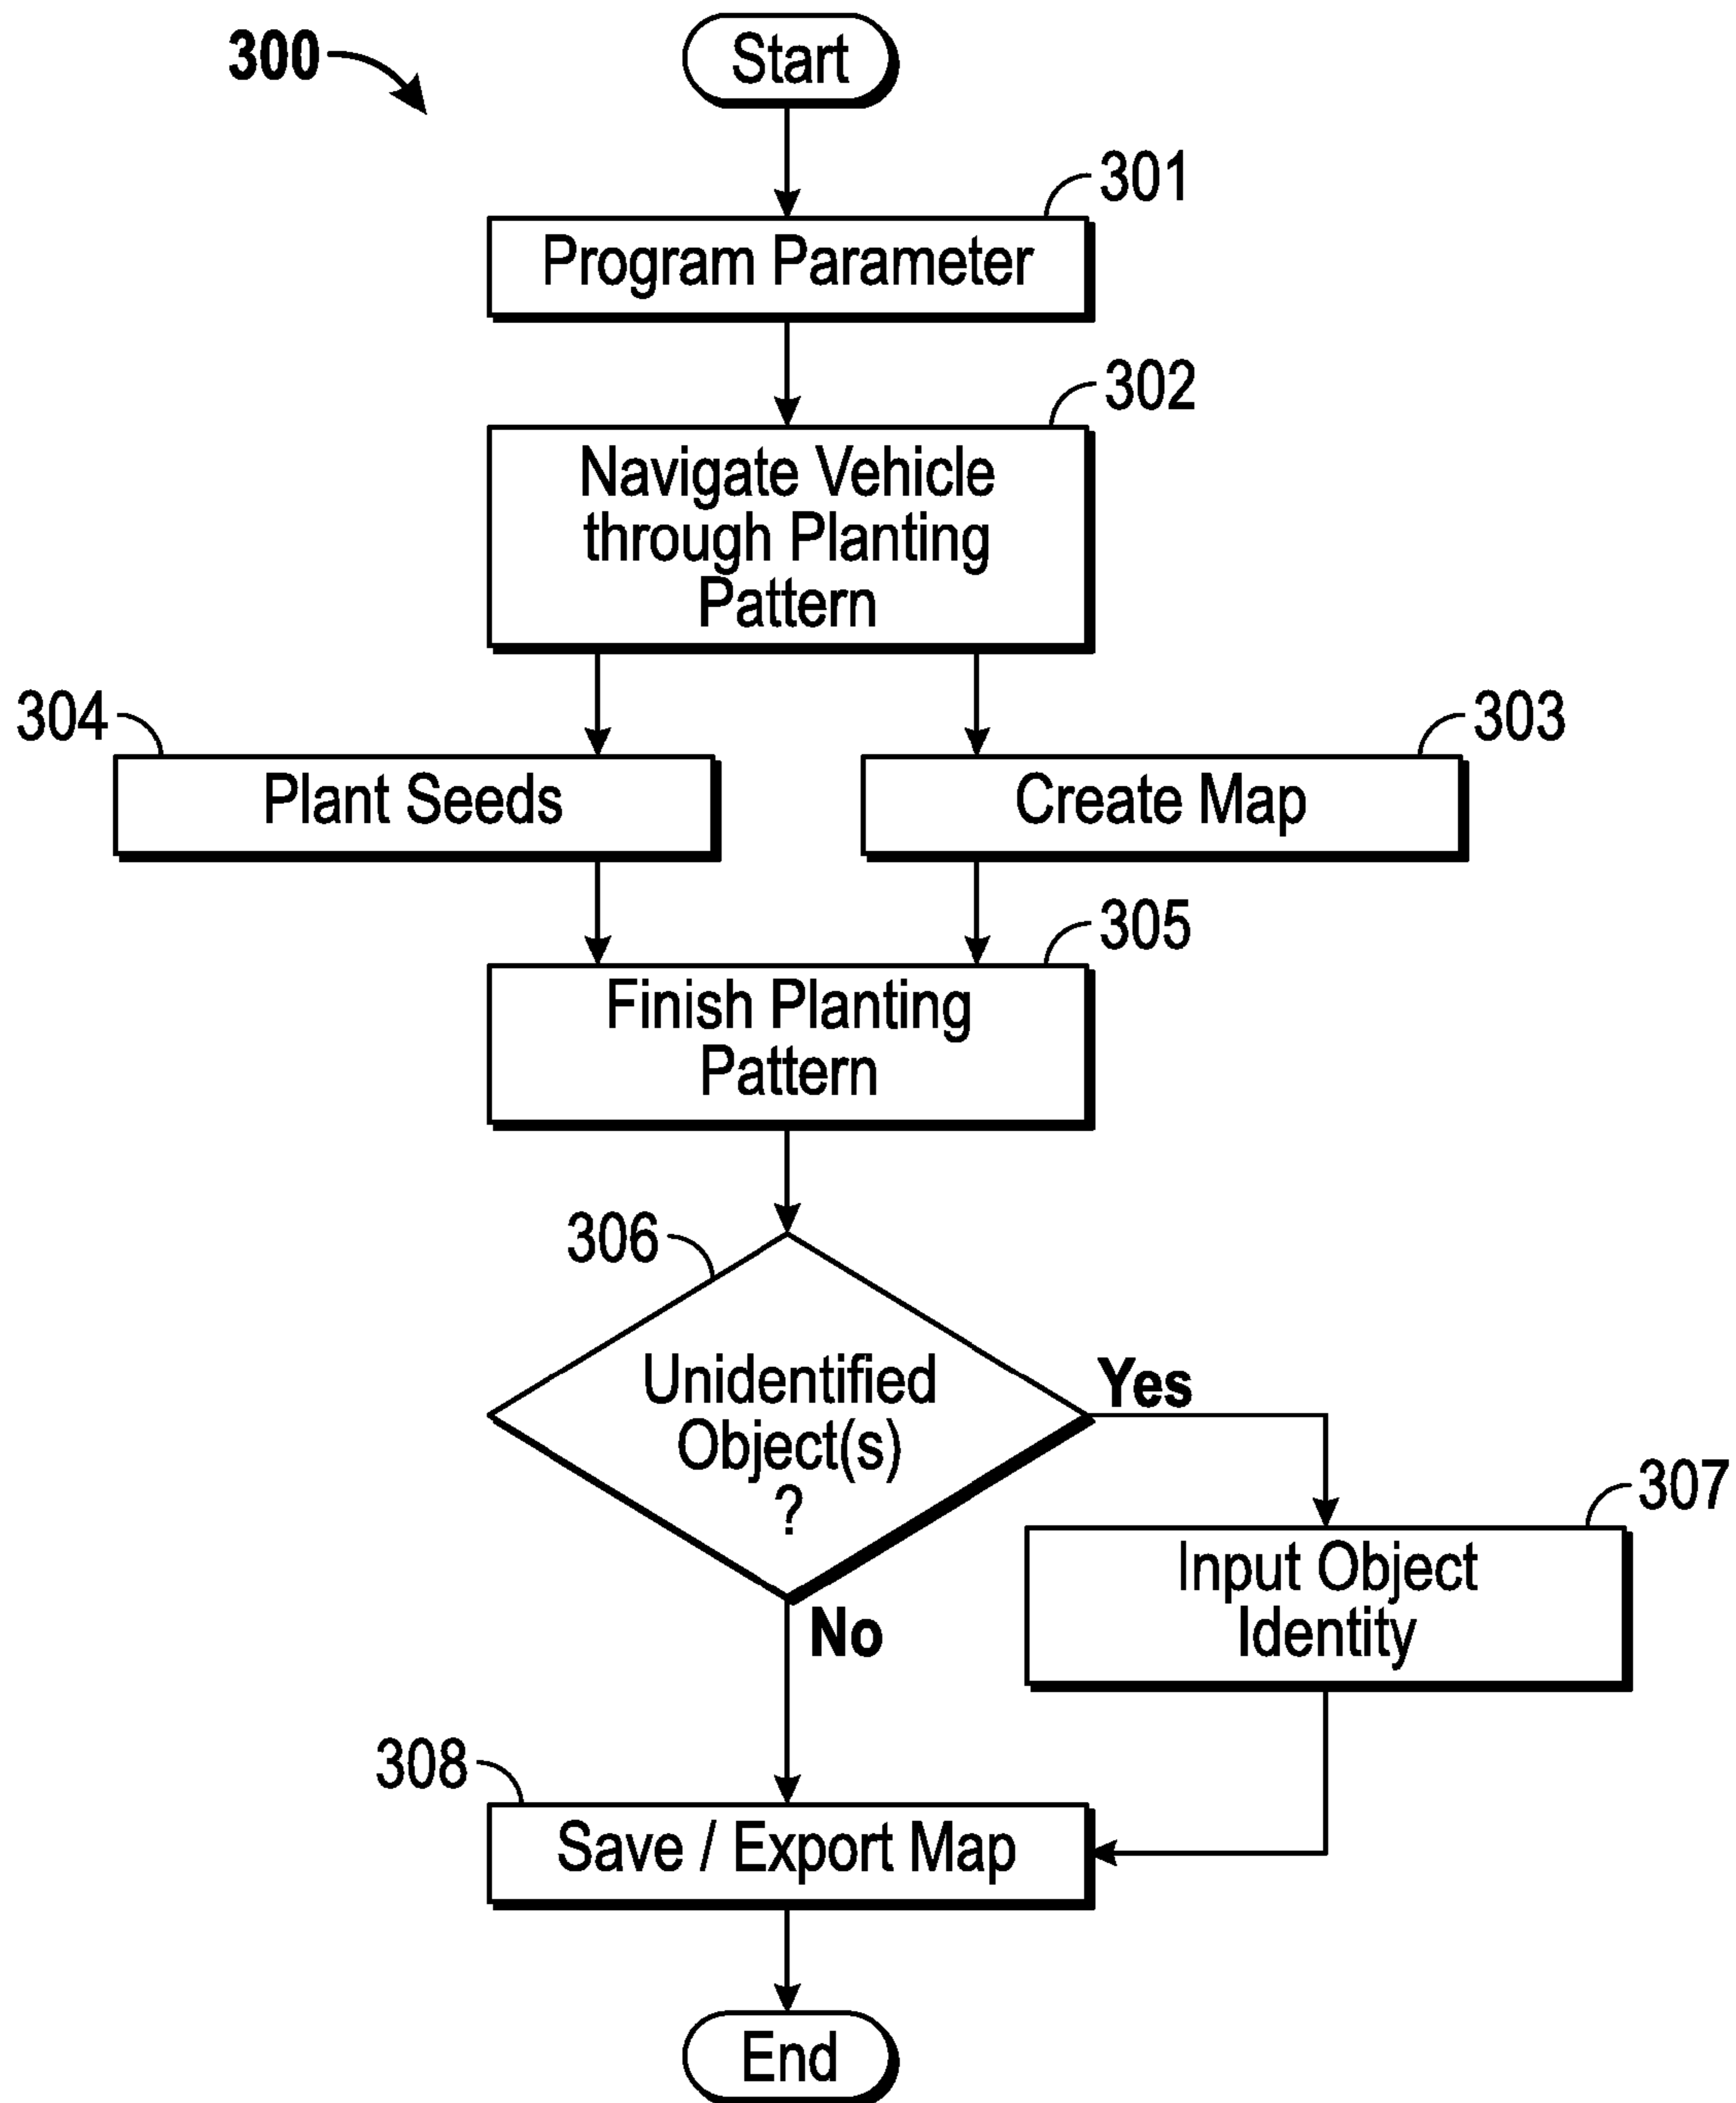 300
Start
301
Program Parameter
302
Navigate Vehicle
through Planting
Pattern
304
303
Plant Seeds
Create Map
305
Finish Planting
Pattern
306
Unidentified
Object(s)
?
Yes
307
Input Object
Identity
No
308
Save / Export Map
End